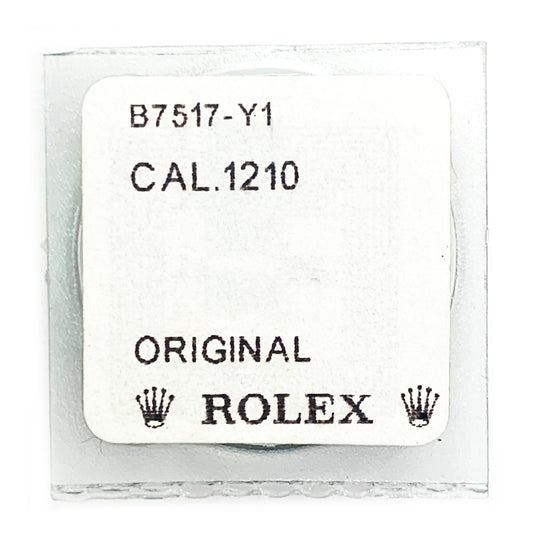 B7517-Y1
CAL.1210
ORIGINAL
ROLEX